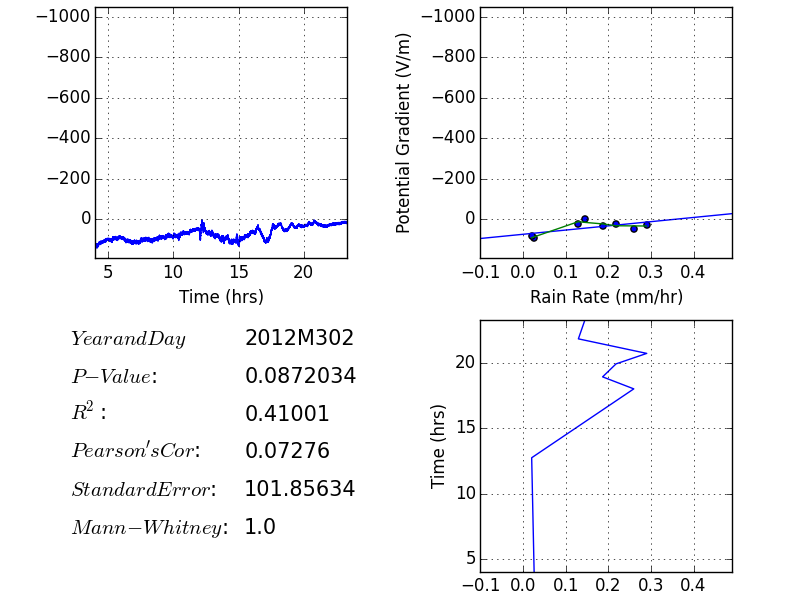 −1000
−800
−600
−400
−200
0
5 10 15 20
Time (hrs)
Potential Gradient (V/m)
−1000
−800
−600
−400
−200
0
−0.1 0.0 0.1 0.2 0.3 0.4
Rain Rate (mm/hr)
YearandDay 2012M302
P−Value: 0.0872034
R²: 0.41001
Pearson'sCor: 0.07276
StandardError: 101.85634
Mann−Whitney: 1.0
Time (hrs)
20
15
10
5
−0.1 0.0 0.1 0.2 0.3 0.4